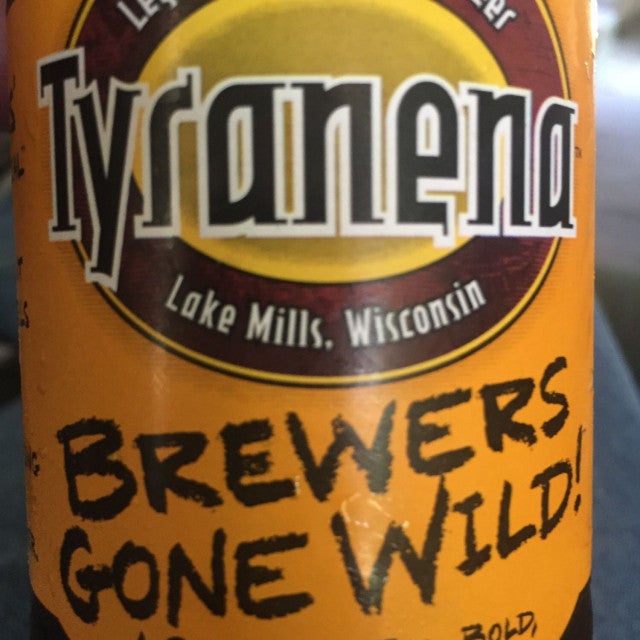 Tyranena
Lake Mills, Wisconsin
BREWERS
GONE WILD!
BOLD,